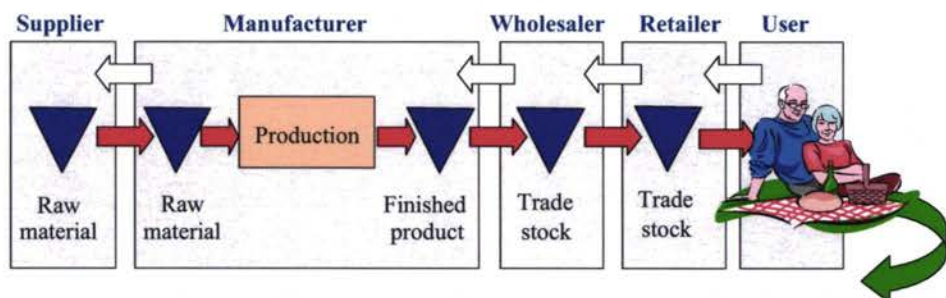 Supplier
Manufacturer
Wholesaler
Retailer
User
Production
Raw
material
Raw
material
Finished
product
Trade
stock
Trade
stock